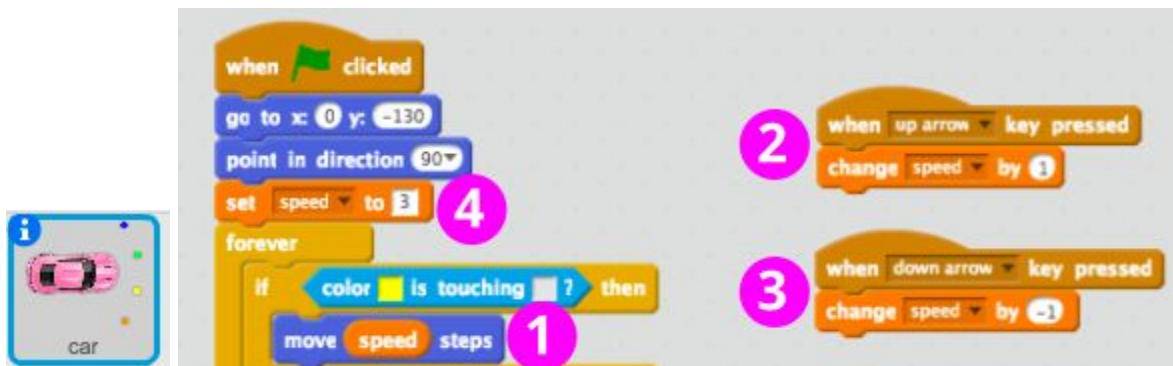 when clicked
go to x: 0 y: -130
point in direction 90
set speed to 3
4
forever
if color is touching ? then
move speed steps
1
2
when up arrow key pressed
change speed by 1
3
when down arrow key pressed
change speed by -1
i
car